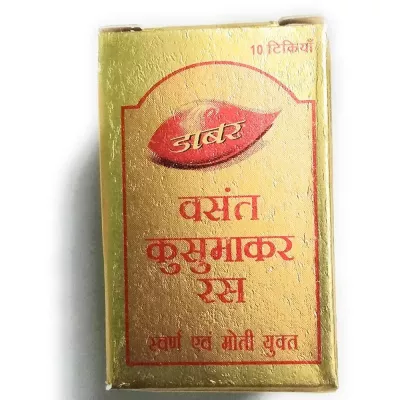 10 टिकियाँ
डाबर
वसंत
कुसुमाकर
रस
स्वर्ण एवं मोती युक्त